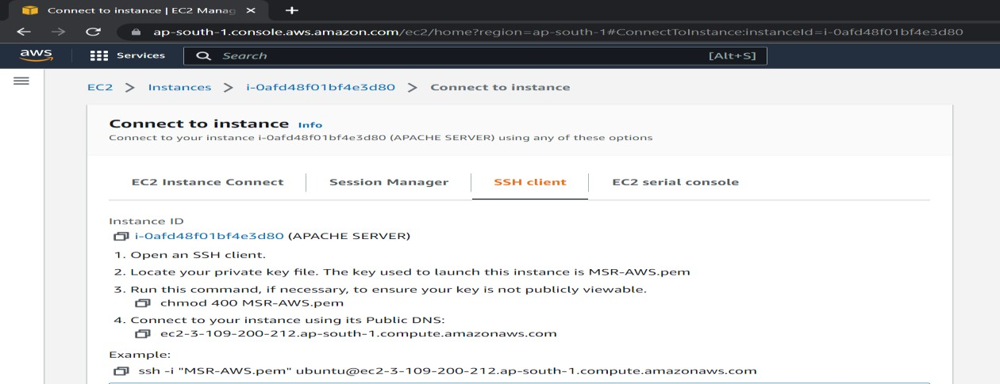 Connect to instance | EC2 Manag
ap-south-1.console.aws.amazon.com/ec2/home?region=ap-south-1#ConnectToInstance:instanceId=i-0afd48f01bf4e3d80
aws Services Search [Alt+S]
EC2 > Instances > i-0afd48f01bf4e3d80 > Connect to instance
Connect to instance Info
Connect to your instance i-0afd48f01bf4e3d80 (APACHE SERVER) using any of these options
EC2 Instance Connect Session Manager SSH client EC2 serial console
Instance ID
i-0afd48f01bf4e3d80 (APACHE SERVER)
1. Open an SSH client.
2. Locate your private key file. The key used to launch this instance is MSR-AWS.pem
3. Run this command, if necessary, to ensure your key is not publicly viewable.
chmod 400 MSR-AWS.pem
4. Connect to your instance using its Public DNS:
ec2-3-109-200-212.ap-south-1.compute.amazonaws.com
Example:
ssh -i "MSR-AWS.pem" ubuntu@ec2-3-109-200-212.ap-south-1.compute.amazonaws.com